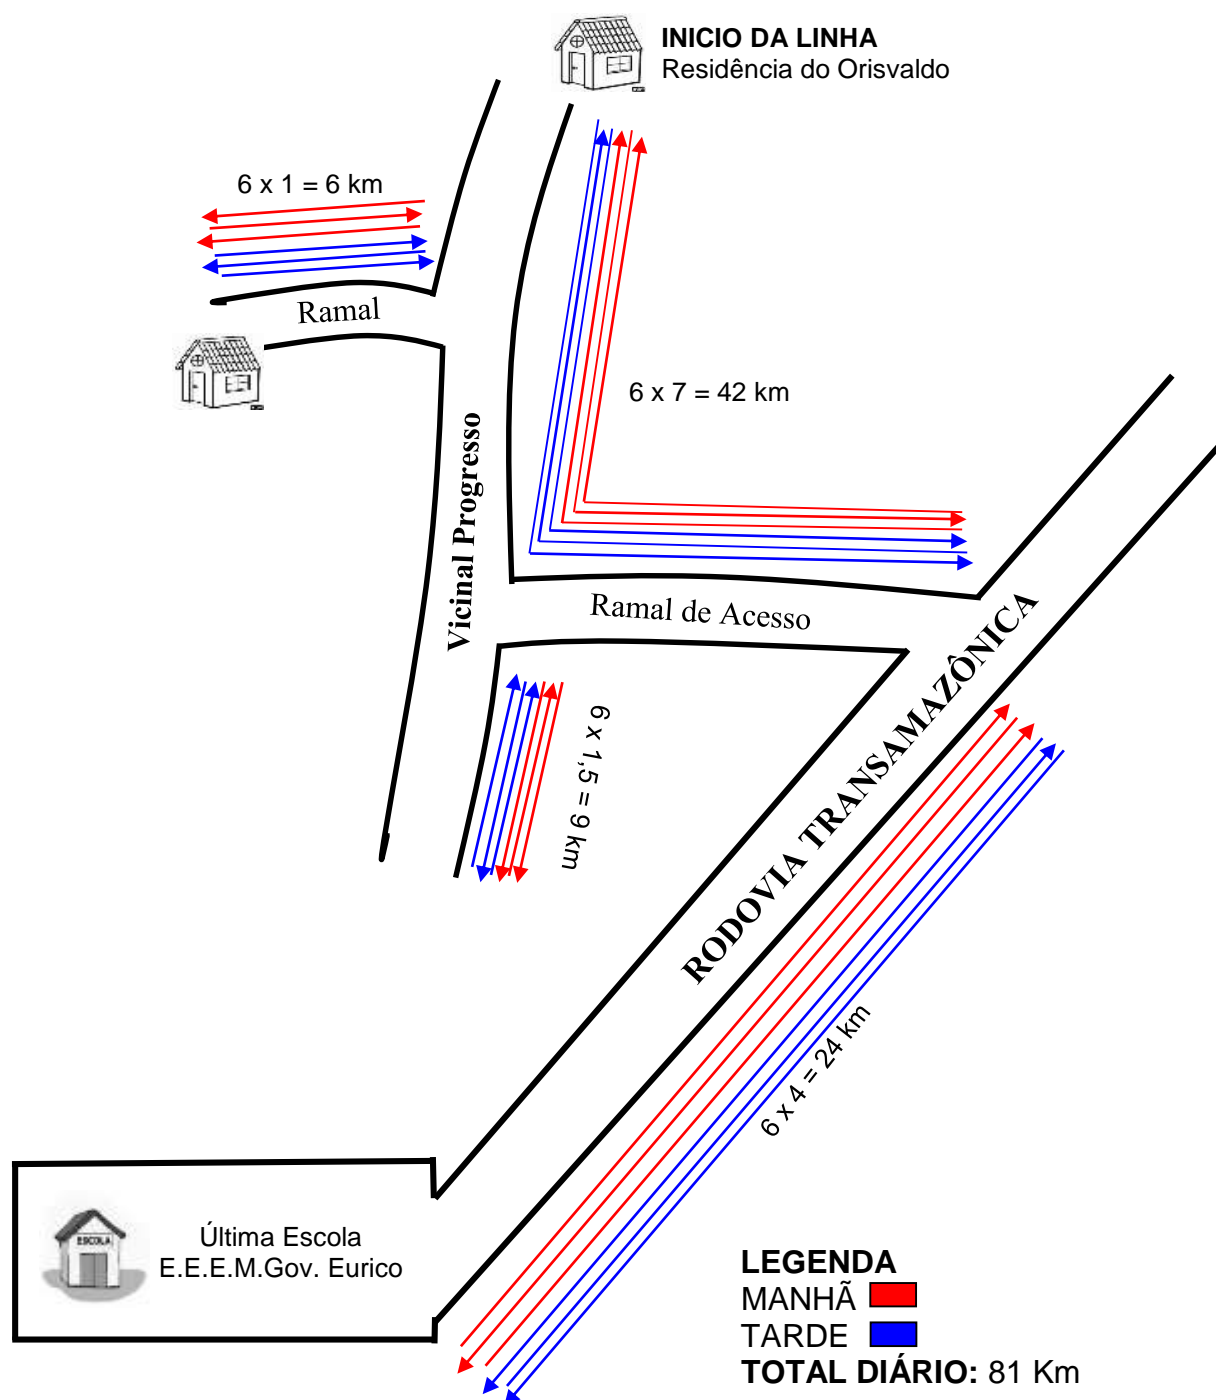 INICIO DA LINHA
Residência do Orisvaldo
6 x 1 = 6 km
Ramal
6 x 7 = 42 km
Vicinal Progresso
Ramal de Acesso
RODOVIA TRANSAMAZÔNICA
6 x 1,5 = 9 km
6 x 4 = 24 km
ESCOLA
Última Escola
E.E.E.M.Gov. Eurico
LEGENDA
MANHÃ
TARDE
TOTAL DIÁRIO: 81 Km